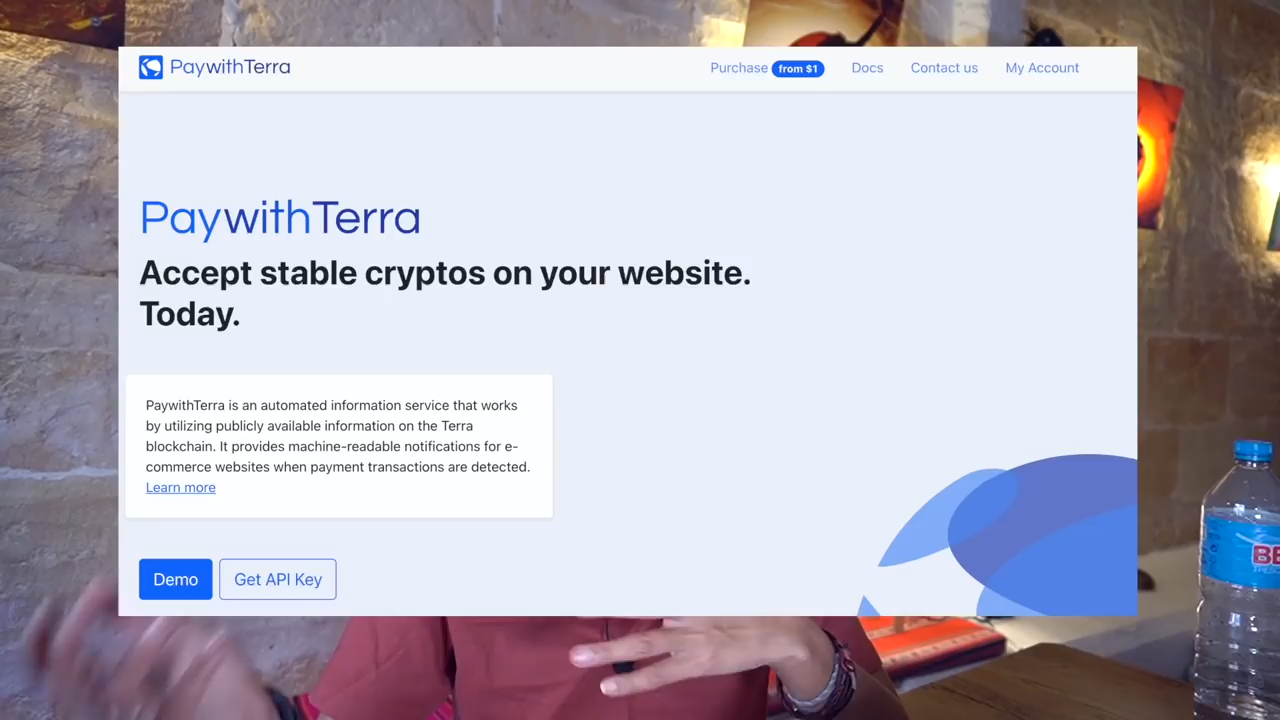 PaywithTerra
Purchase from $1
Docs
Contact us
My Account
PaywithTerra
Accept stable cryptos on your website.
Today.
PaywithTerra is an automated information service that works
by utilizing publicly available information on the Terra
blockchain. It provides machine-readable notifications for e-
commerce websites when payment transactions are detected.
Learn more
Demo
Get API Key
BE